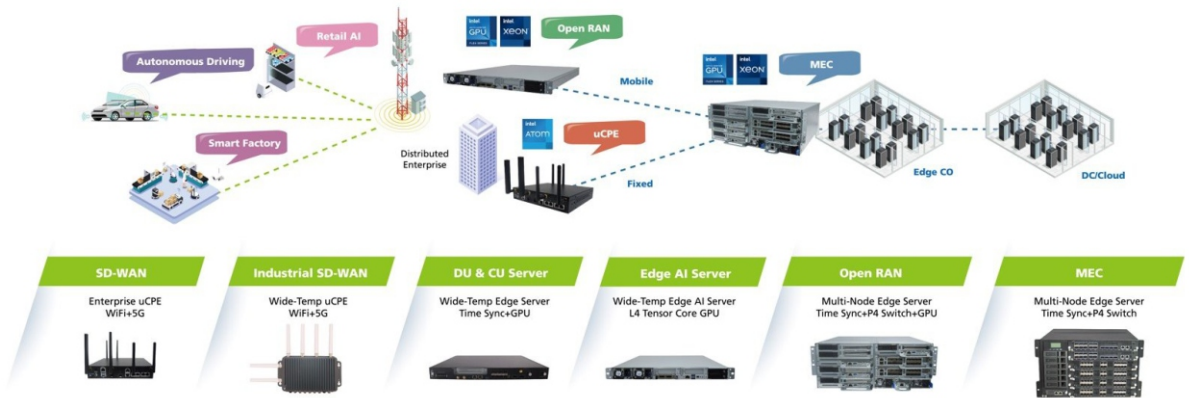 Retail AI
Autonomous Driving
Smart Factory
intel
GPU
intel
XEON
Open RAN
Mobile
Distributed
Enterprise
intel
ATOM
uCPE
Fixed
intel
GPU
intel
XEON
MEC
Edge CO
DC/Cloud
SD-WAN
Enterprise uCPE
WiFi+5G
Industrial SD-WAN
Wide-Temp uCPE
WiFi+5G
DU & CU Server
Wide-Temp Edge Server
Time Sync+GPU
Edge AI Server
Wide-Temp Edge AI Server
L4 Tensor Core GPU
Open RAN
Multi-Node Edge Server
Time Sync+P4 Switch+GPU
MEC
Multi-Node Edge Server
Time Sync+P4 Switch